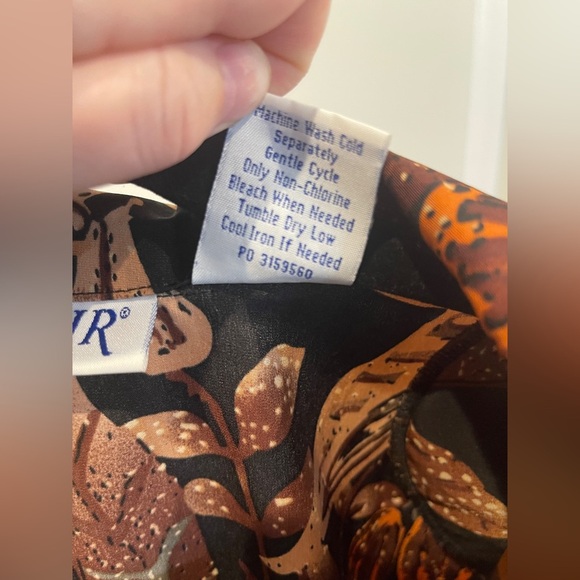 Machine Wash Cold
Separately
Gentle Cycle
Only Non-Chlorine
Bleach When Needed
Tumble Dry Low
Cool Iron If Needed
PO 3159560
JR®